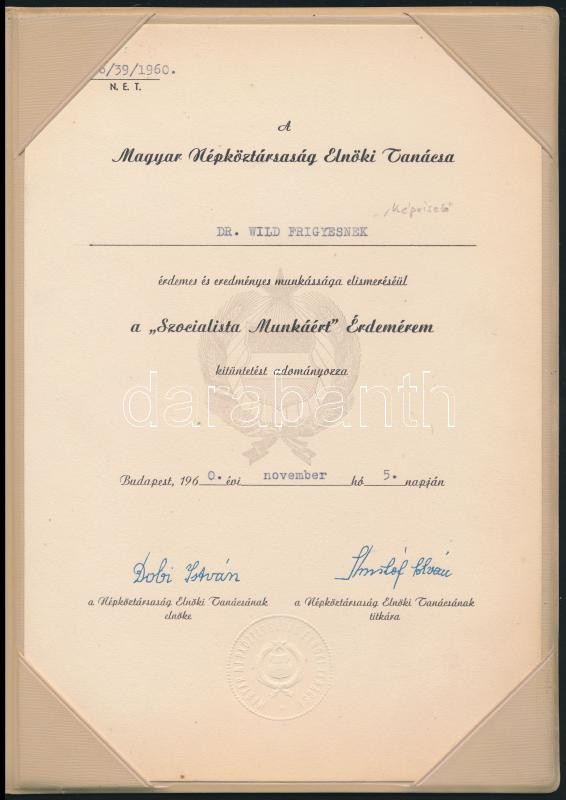 /39/1960.
N. E. T.
A
Magyar Népköztársaság Elnöki Tanácsa
„Képviselő”
DR. WILD FRIGYESNEK
érdemes és eredményes munkássága elismeréséül
a „Szocialista Munkáért” Érdemérem
kitüntetést adományozza
darabanth
Budapest, 1960. évi november hó 5. napján
Dobi István
a Népköztársaság Elnöki Tanácsának
elnöke
a Népköztársaság Elnöki Tanácsának
titkára